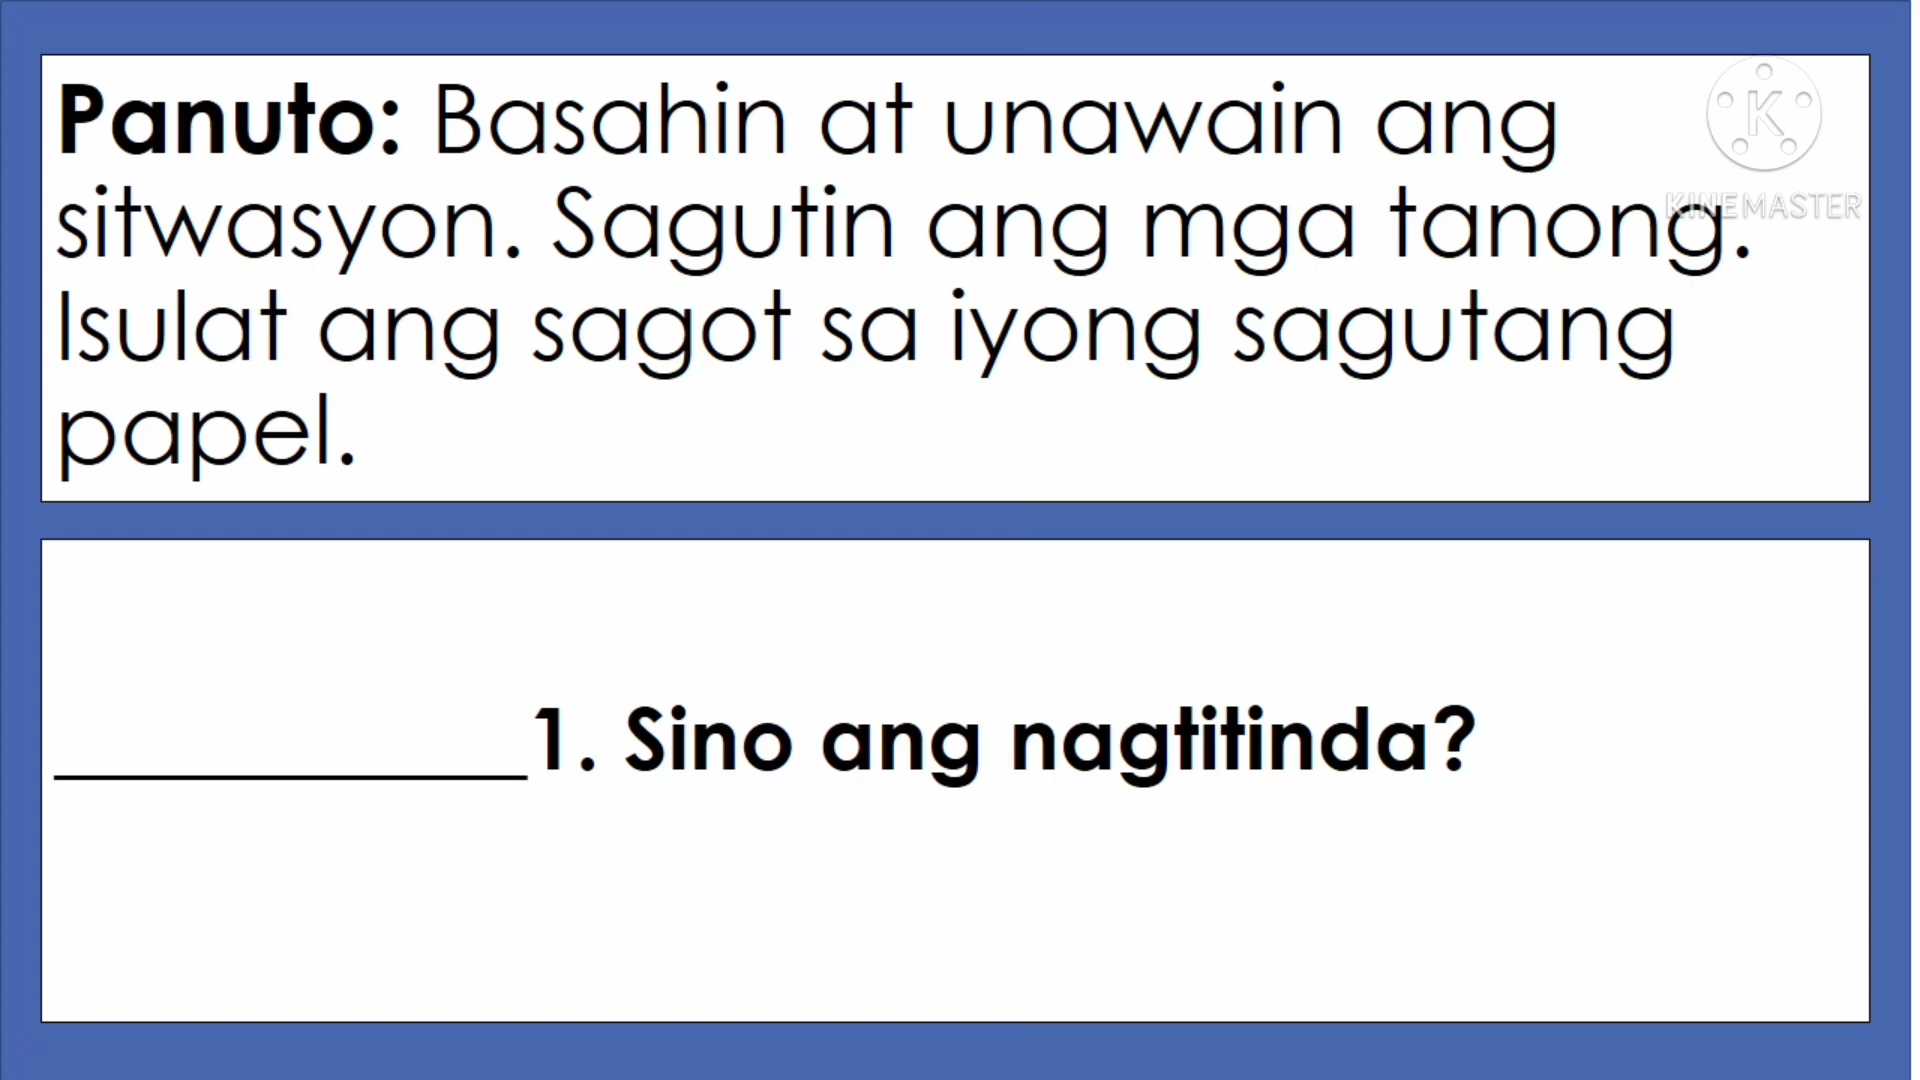 Panuto: Basahin at unawain ang
sitwasyon. Sagutin ang mga tanong.
Isulat ang sagot sa iyong sagutang
papel.
K
KINEMASTER
___________1. Sino ang nagtitinda?